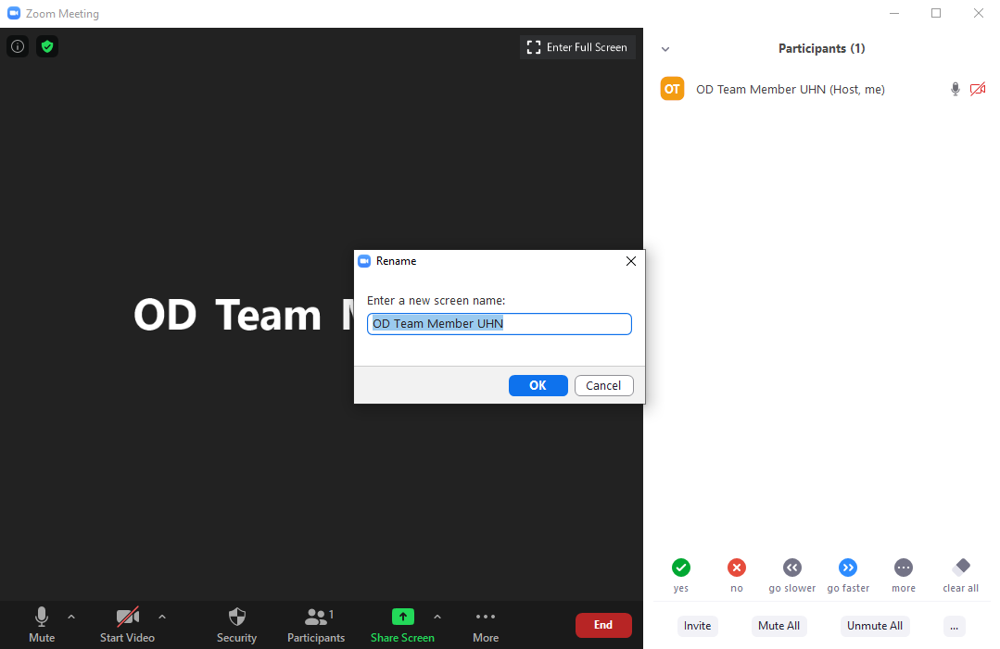 Zoom Meeting
Enter Full Screen
Participants (1)
OT
OD Team Member UHN (Host, me)
OD Team
Rename
Enter a new screen name:
OD Team Member UHN
OK
Cancel
yes
no
go slower
go faster
more
clear all
Mute
Start Video
Security
1
Participants
Share Screen
More
End
Invite
Mute All
Unmute All
...